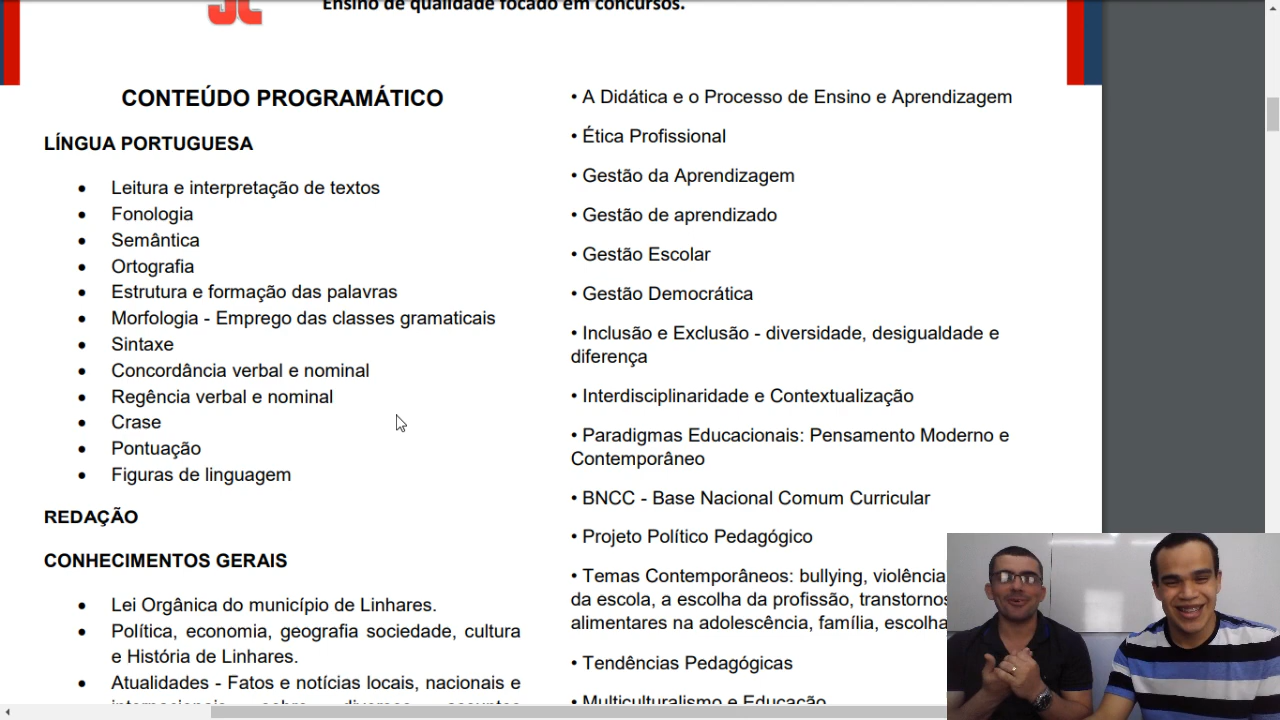 Ensino de qualidade focado em concursos.
CONTEÚDO PROGRAMÁTICO
LÍNGUA PORTUGUESA
• Leitura e interpretação de textos
• Fonologia
• Semântica
• Ortografia
• Estrutura e formação das palavras
• Morfologia - Emprego das classes gramaticais
• Sintaxe
• Concordância verbal e nominal
• Regência verbal e nominal
• Crase
• Pontuação
• Figuras de linguagem
REDAÇÃO
CONHECIMENTOS GERAIS
• Lei Orgânica do município de Linhares.
• Política, economia, geografia sociedade, cultura
e História de Linhares.
• Atualidades - Fatos e notícias locais, nacionais e
internacionais sobre diversos assuntos
• A Didática e o Processo de Ensino e Aprendizagem
• Ética Profissional
• Gestão da Aprendizagem
• Gestão de aprendizado
• Gestão Escolar
• Gestão Democrática
• Inclusão e Exclusão - diversidade, desigualdade e
diferença
• Interdisciplinaridade e Contextualização
• Paradigmas Educacionais: Pensamento Moderno e
Contemporâneo
• BNCC - Base Nacional Comum Curricular
• Projeto Político Pedagógico
• Temas Contemporâneos: bullying, violência
da escola, a escolha da profissão, transtornos
alimentares na adolescência, família, escolha
• Tendências Pedagógicas
• Multiculturalismo e Educação